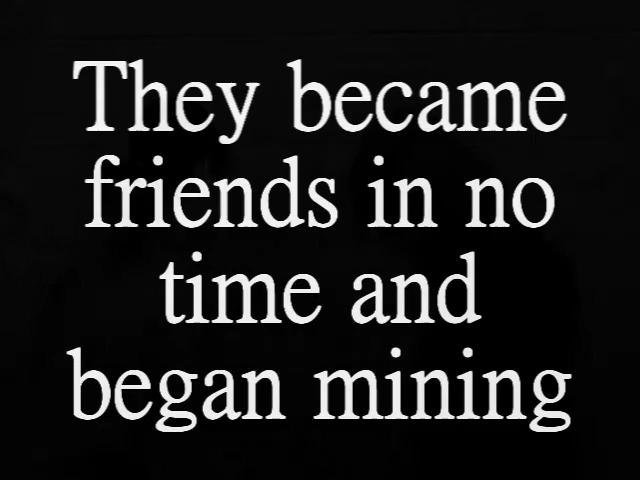 They became
friends in no
time and
began mining